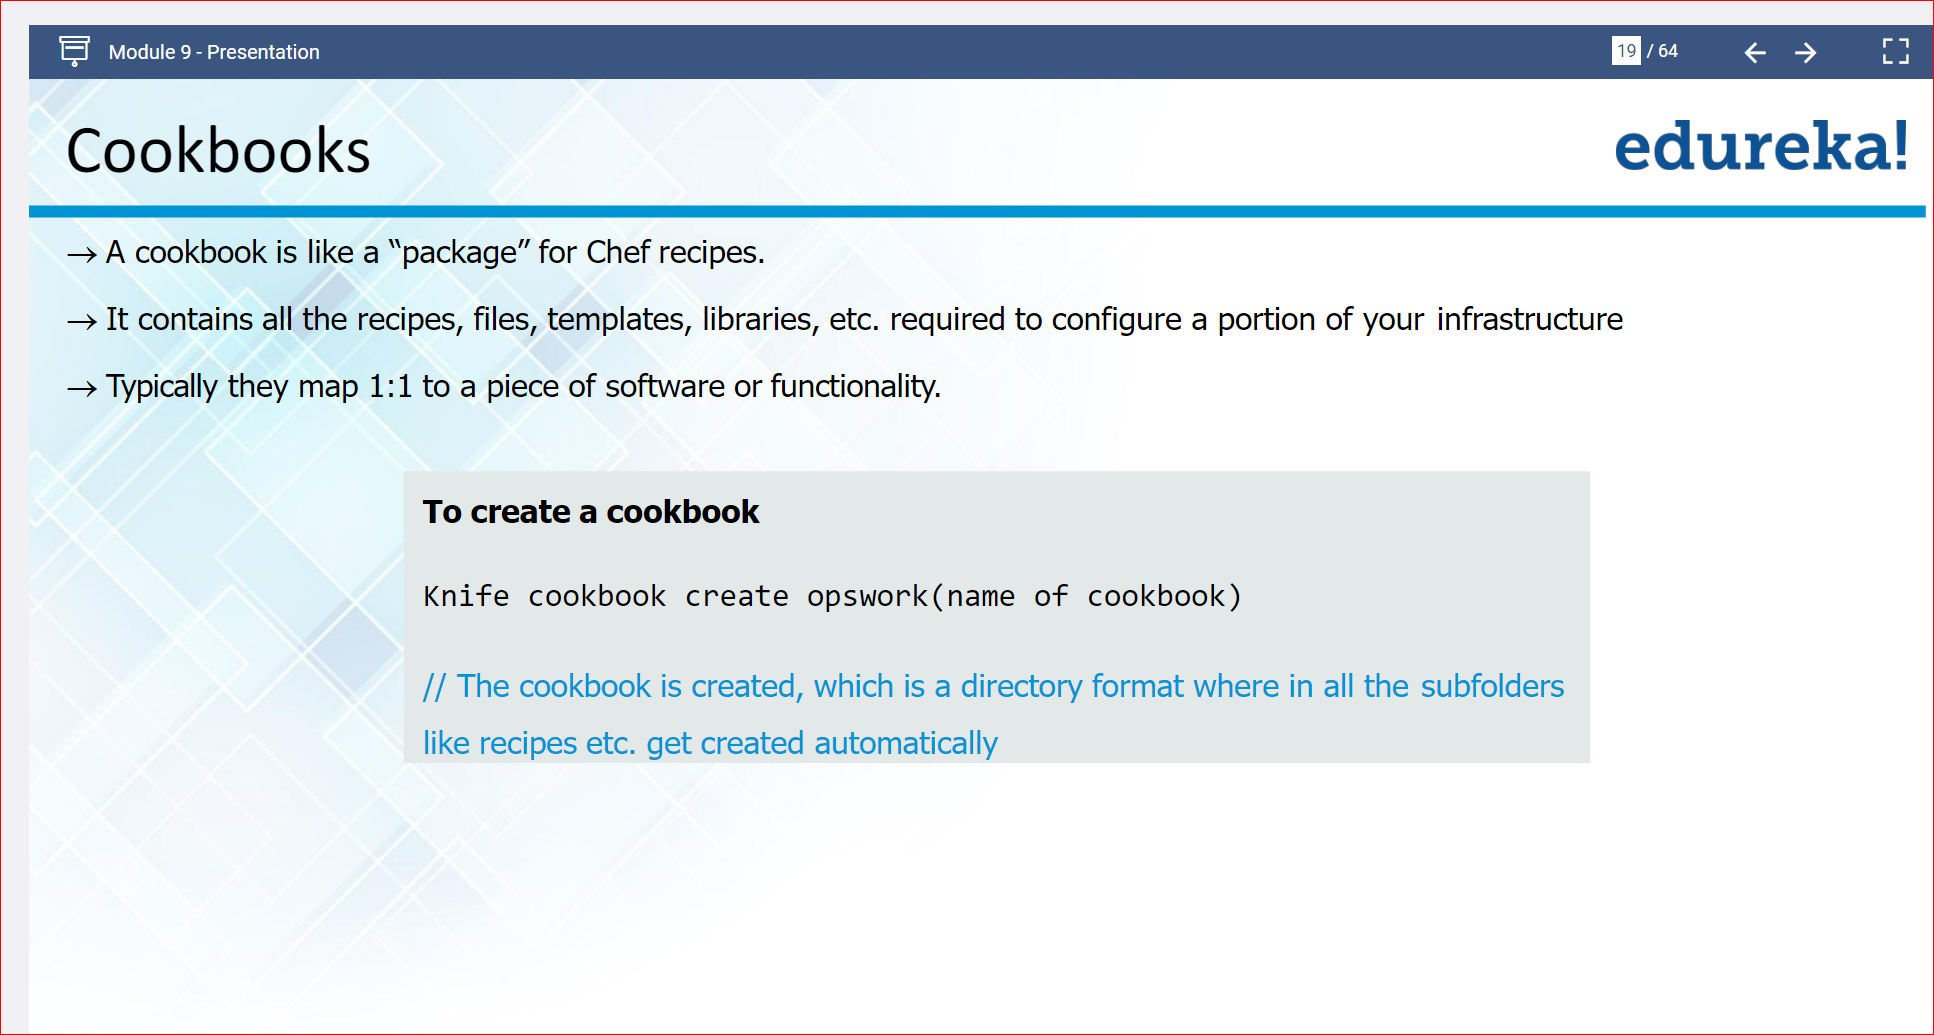 Module 9 - Presentation
19 / 64
Cookbooks
edureka!
→ A cookbook is like a “package” for Chef recipes.
→ It contains all the recipes, files, templates, libraries, etc. required to configure a portion of your infrastructure
→ Typically they map 1:1 to a piece of software or functionality.
To create a cookbook
Knife cookbook create opswork(name of cookbook)
// The cookbook is created, which is a directory format where in all the subfolders
like recipes etc. get created automatically